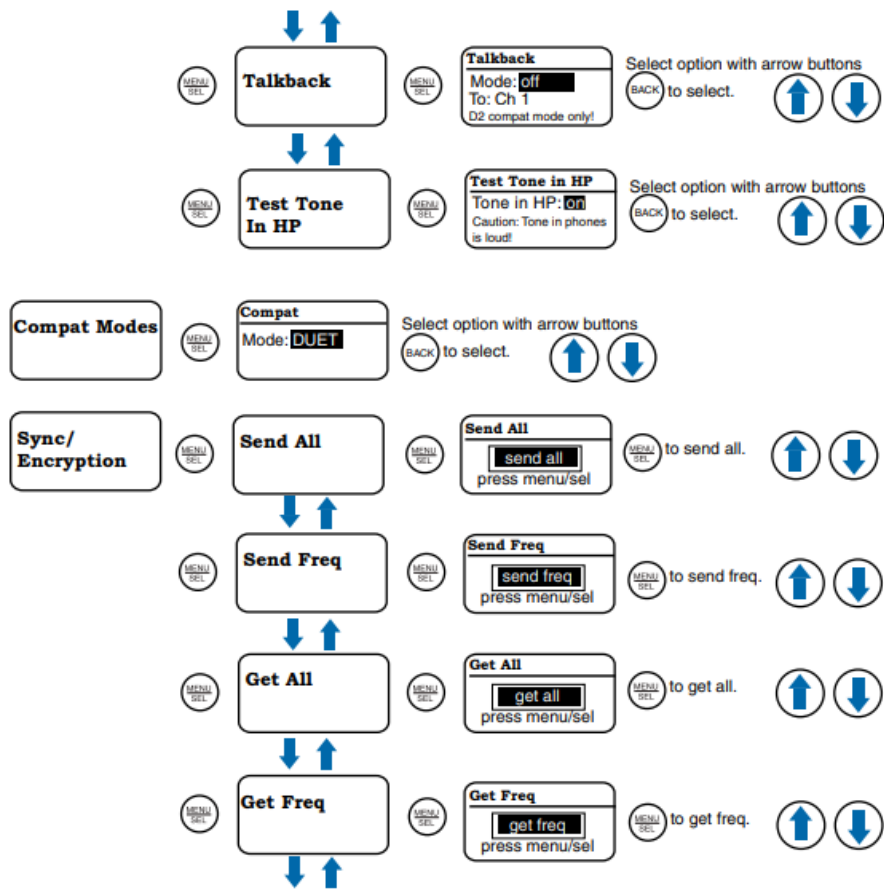 MENU
SEL
Talkback
MENU
SEL
Talkback
Mode: off
To: Ch 1
D2 compat mode only!
Select option with arrow buttons
BACK to select.
MENU
SEL
Test Tone
In HP
MENU
SEL
Test Tone in HP
Tone in HP: on
Caution: Tone in phones
is loud!
Select option with arrow buttons
BACK to select.
Compat Modes
MENU
SEL
Compat
Mode: DUET
Select option with arrow buttons
BACK to select.
Sync/
Encryption
MENU
SEL
Send All
MENU
SEL
Send All
send all
press menu/sel
MENU
SEL to send all.
MENU
SEL
Send Freq
MENU
SEL
Send Freq
send freq
press menu/sel
MENU
SEL to send freq.
MENU
SEL
Get All
MENU
SEL
Get All
get all
press menu/sel
MENU
SEL to get all.
MENU
SEL
Get Freq
MENU
SEL
Get Freq
get freq
press menu/sel
MENU
SEL to get freq.